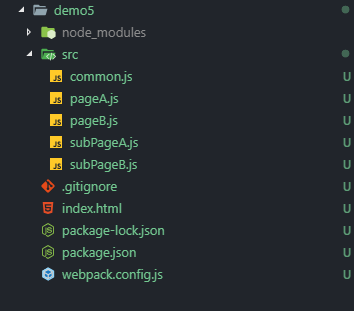 demo5
node_modules
src
JS common.js U
JS pageA.js U
JS pageB.js U
JS subPageA.js U
JS subPageB.js U
.gitignore U
index.html U
package-lock.json U
package.json U
webpack.config.js U